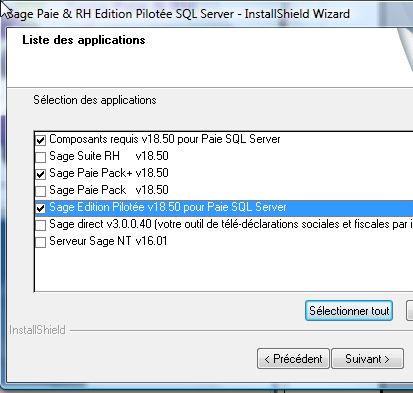 Sage Paie & RH Edition Pilotée SQL Server - InstallShield Wizard
Liste des applications
Sélection des applications
Composants requis v18.50 pour Paie SQL Server
Sage Suite RH v18.50
Sage Paie Pack+ v18.50
Sage Paie Pack v18.50
Sage Edition Pilotée v18.50 pour Paie SQL Server
Sage direct v3.0.0.40 (votre outil de télé-déclarations sociales et fiscales par i
Serveur Sage NT v16.01
Sélectionner tout
InstallShield
< Précédent
Suivant >